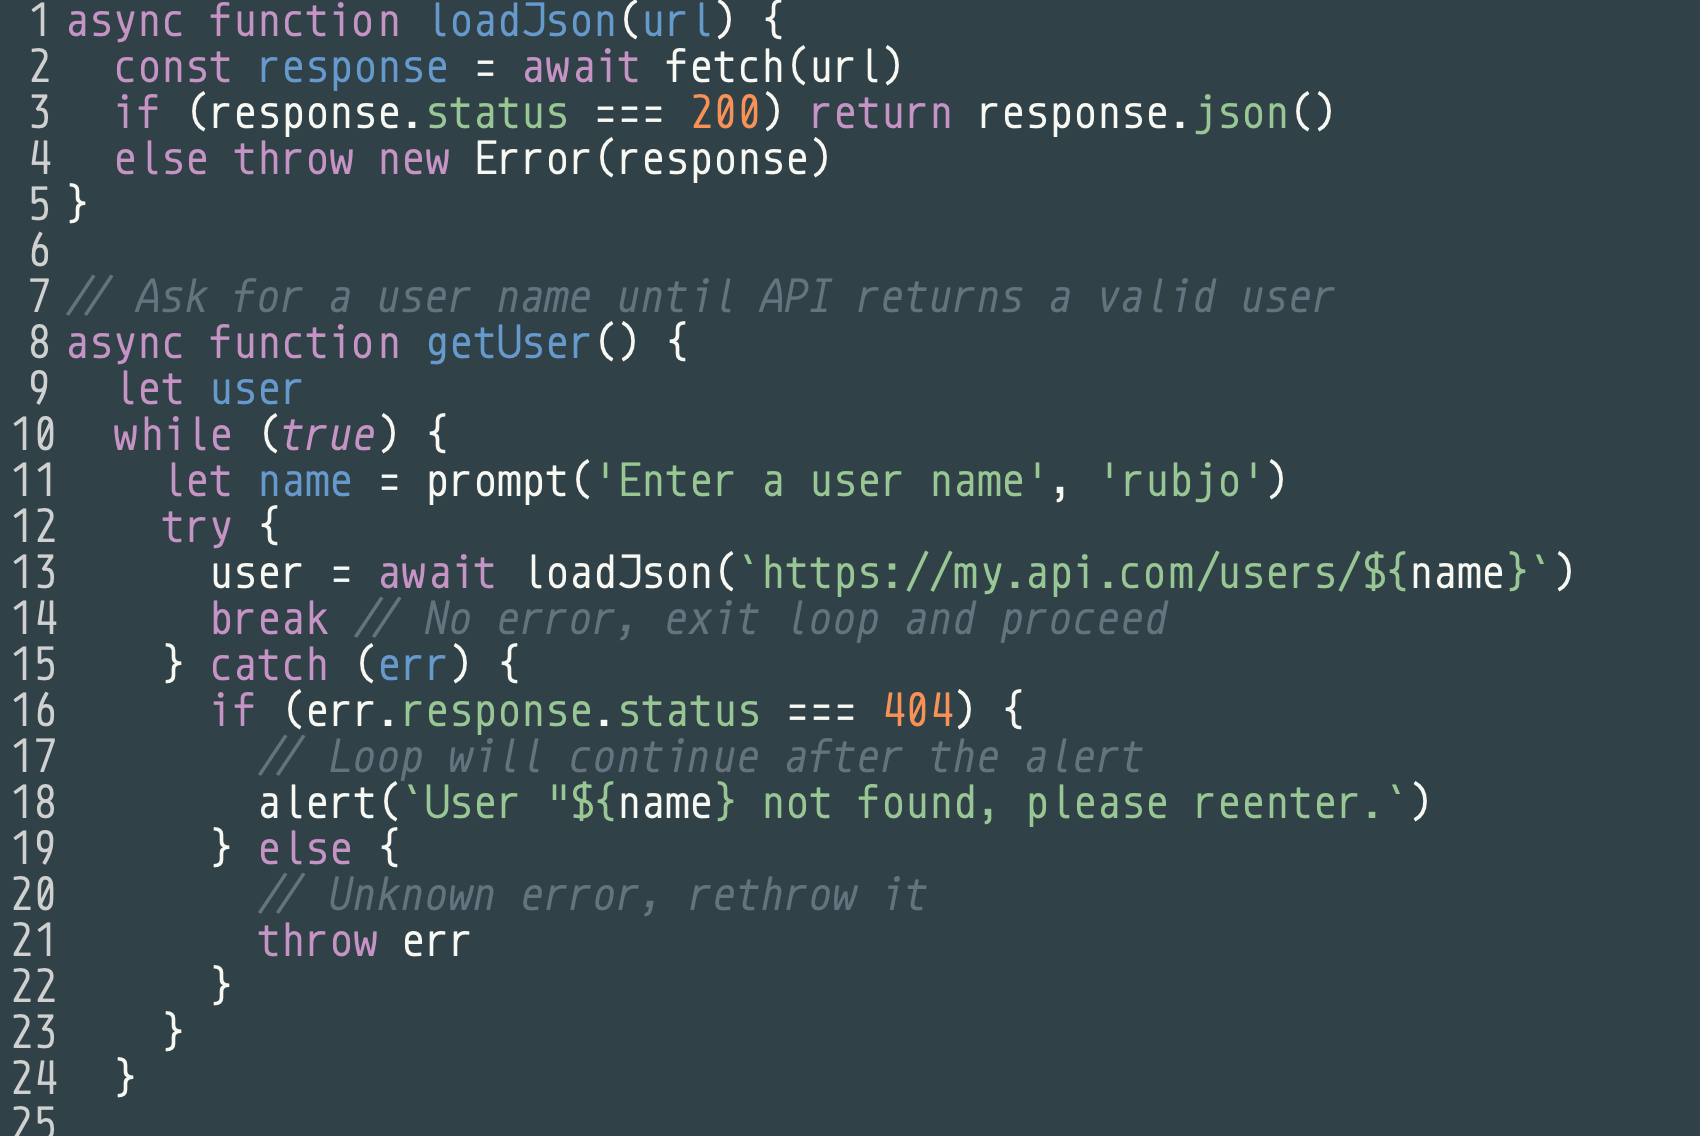 1 async function loadJson(url) {
2   const response = await fetch(url)
3   if (response.status === 200) return response.json()
4   else throw new Error(response)
5 }
6
7 // Ask for a user name until API returns a valid user
8 async function getUser() {
9   let user
10   while (true) {
11     let name = prompt('Enter a user name', 'rubjo')
12     try {
13       user = await loadJson(`https://my.api.com/users/${name}`)
14       break // No error, exit loop and proceed
15     } catch (err) {
16       if (err.response.status === 404) {
17         // Loop will continue after the alert
18         alert(`User "${name} not found, please reenter.`)
19       } else {
20         // Unknown error, rethrow it
21         throw err
22       }
23     }
24   }
25